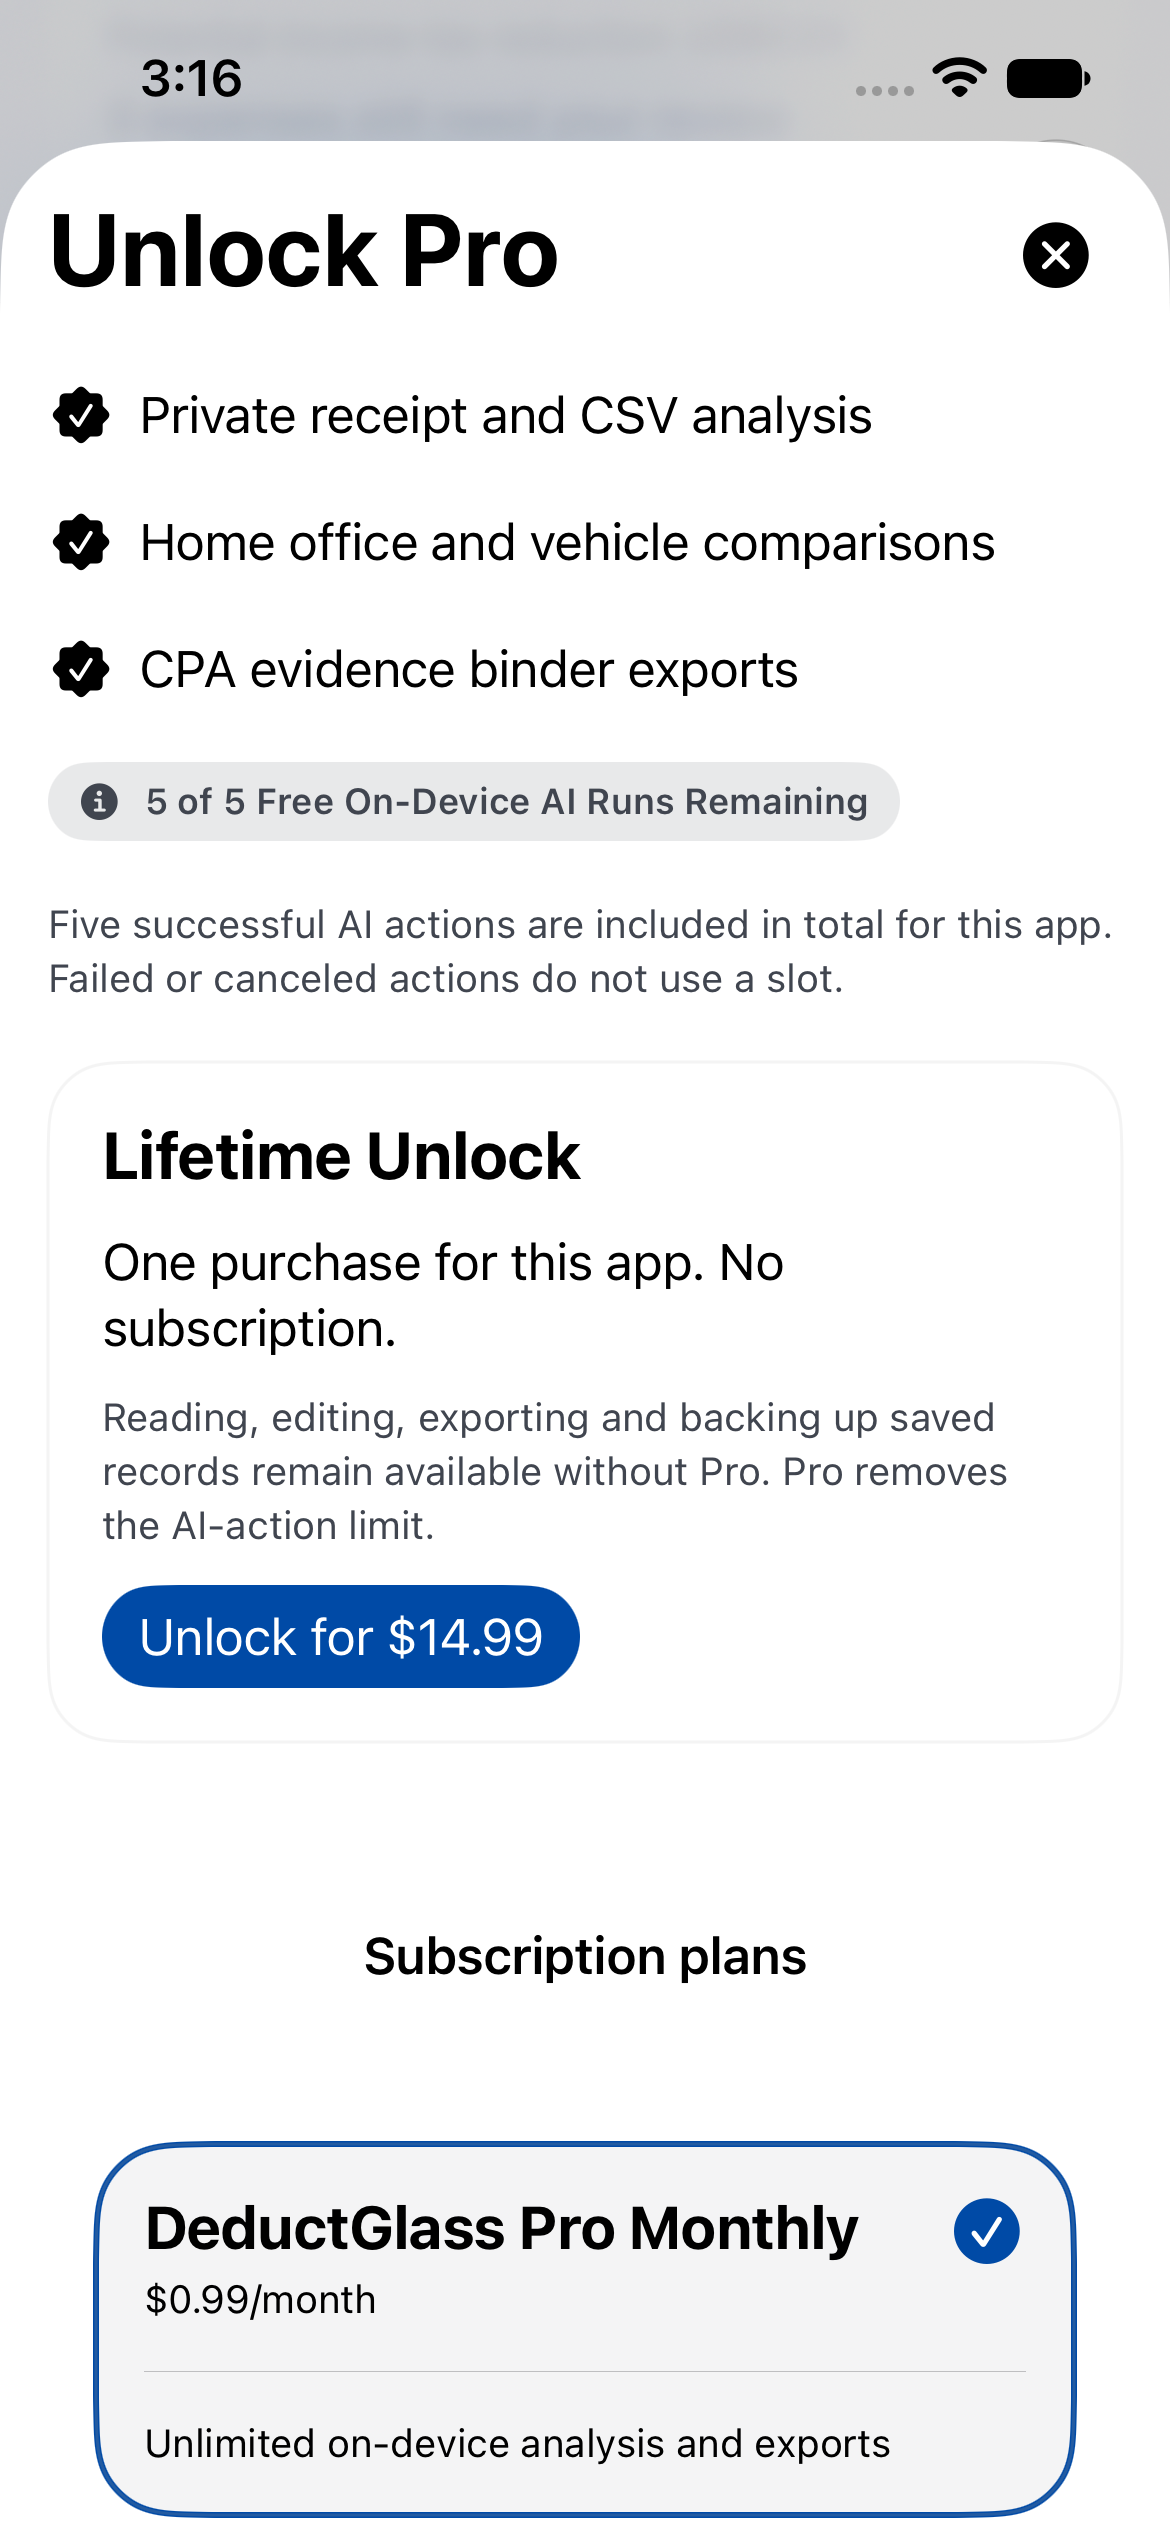 3:16
Unlock Pro
Private receipt and CSV analysis
Home office and vehicle comparisons
CPA evidence binder exports
5 of 5 Free On-Device AI Runs Remaining
Five successful AI actions are included in total for this app.
Failed or canceled actions do not use a slot.
Lifetime Unlock
One purchase for this app. No
subscription.
Reading, editing, exporting and backing up saved
records remain available without Pro. Pro removes
the AI-action limit.
Unlock for $14.99
Subscription plans
DeductGlass Pro Monthly
$0.99/month
Unlimited on-device analysis and exports